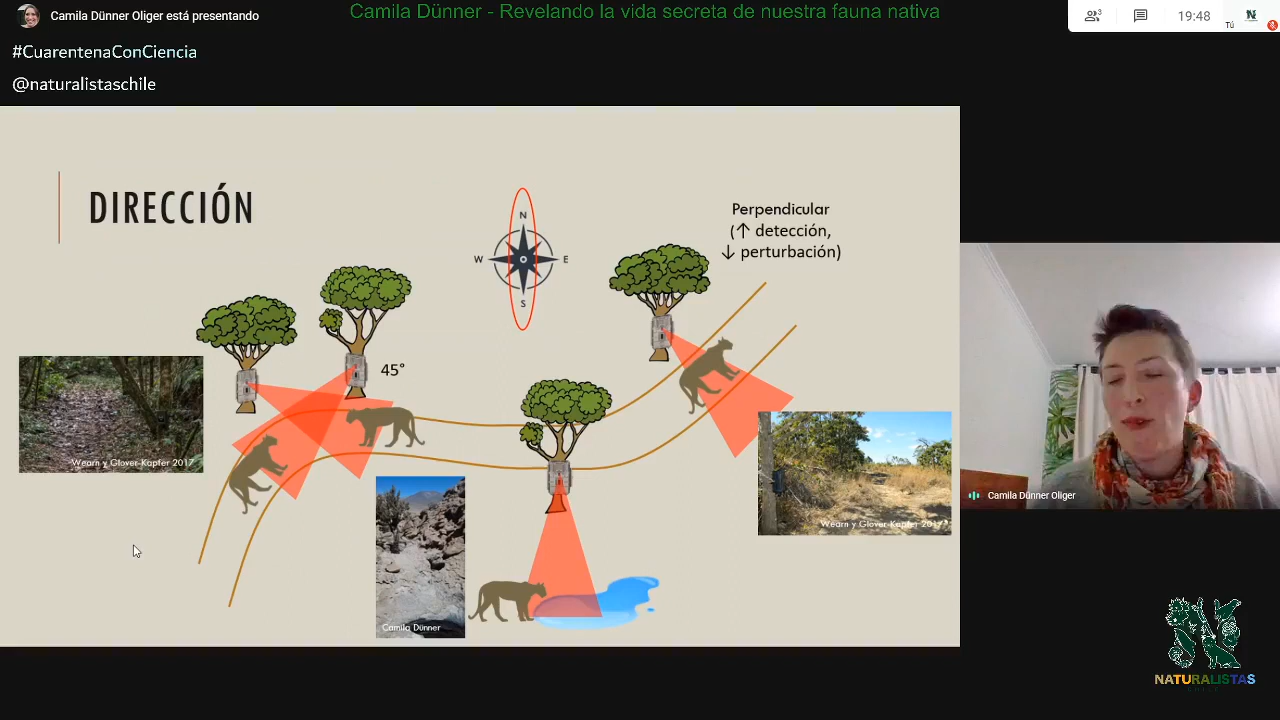 Camila Dünner Oliger está presentando
Camila Dünner - Revelando la vida secreta de nuestra fauna nativa
3
19:48
Tú
#CuarentenaConCiencia
@naturalistaschile
DIRECCIÓN
N
W
E
S
Perpendicular
(↑ detección,
↓ perturbación)
45°
Wearn y Glover-Kapfer 2017
Wearn y Glover-Kapfer 2017
Camila Dünner
Camila Dünner Oliger
NATURALISTAS
CHILE